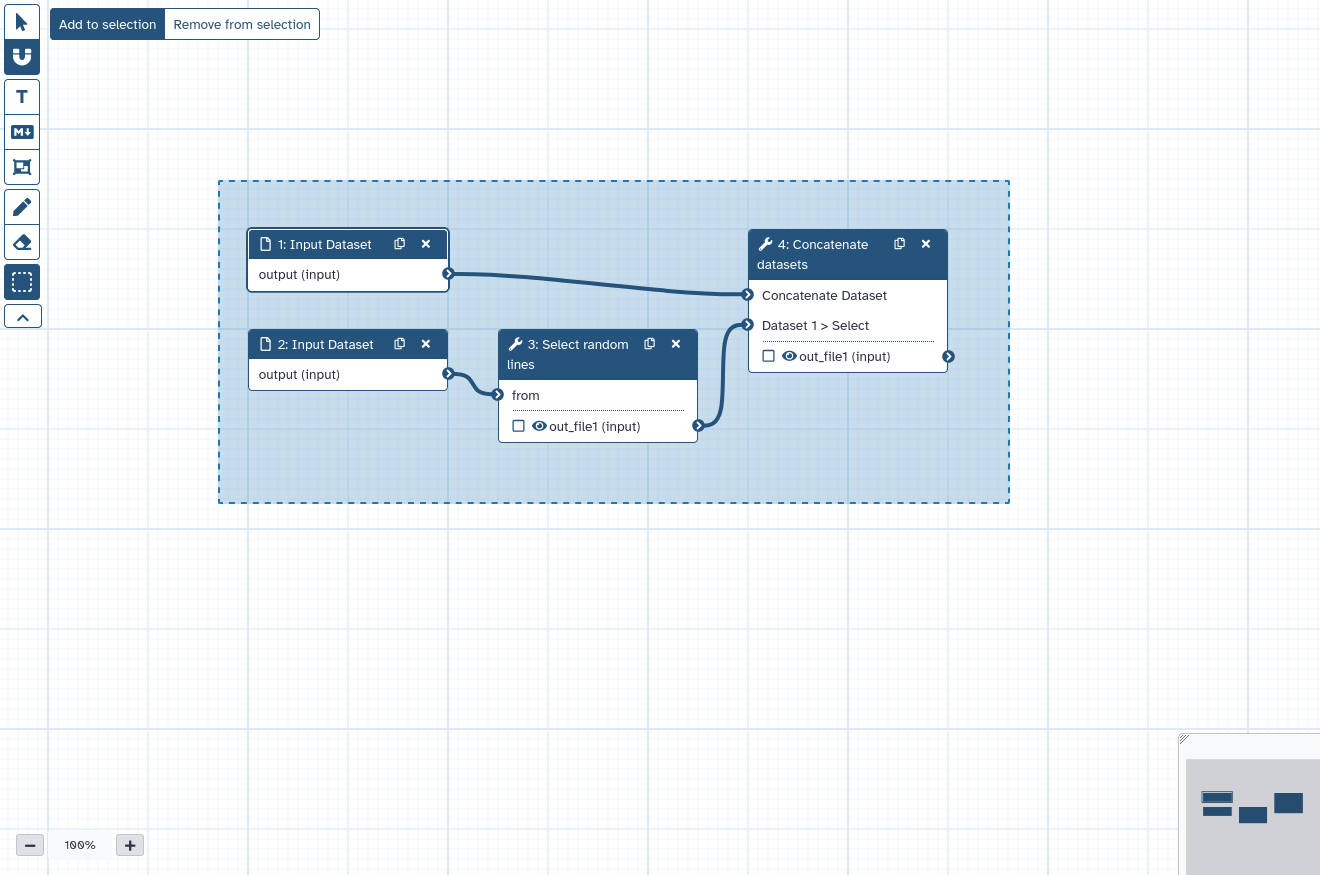 Add to selection
Remove from selection
T
M
1: Input Dataset
output (input)
2: Input Dataset
output (input)
3: Select random
lines
from
out_file1 (input)
4: Concatenate
datasets
Concatenate Dataset
Dataset 1 > Select
out_file1 (input)
100%